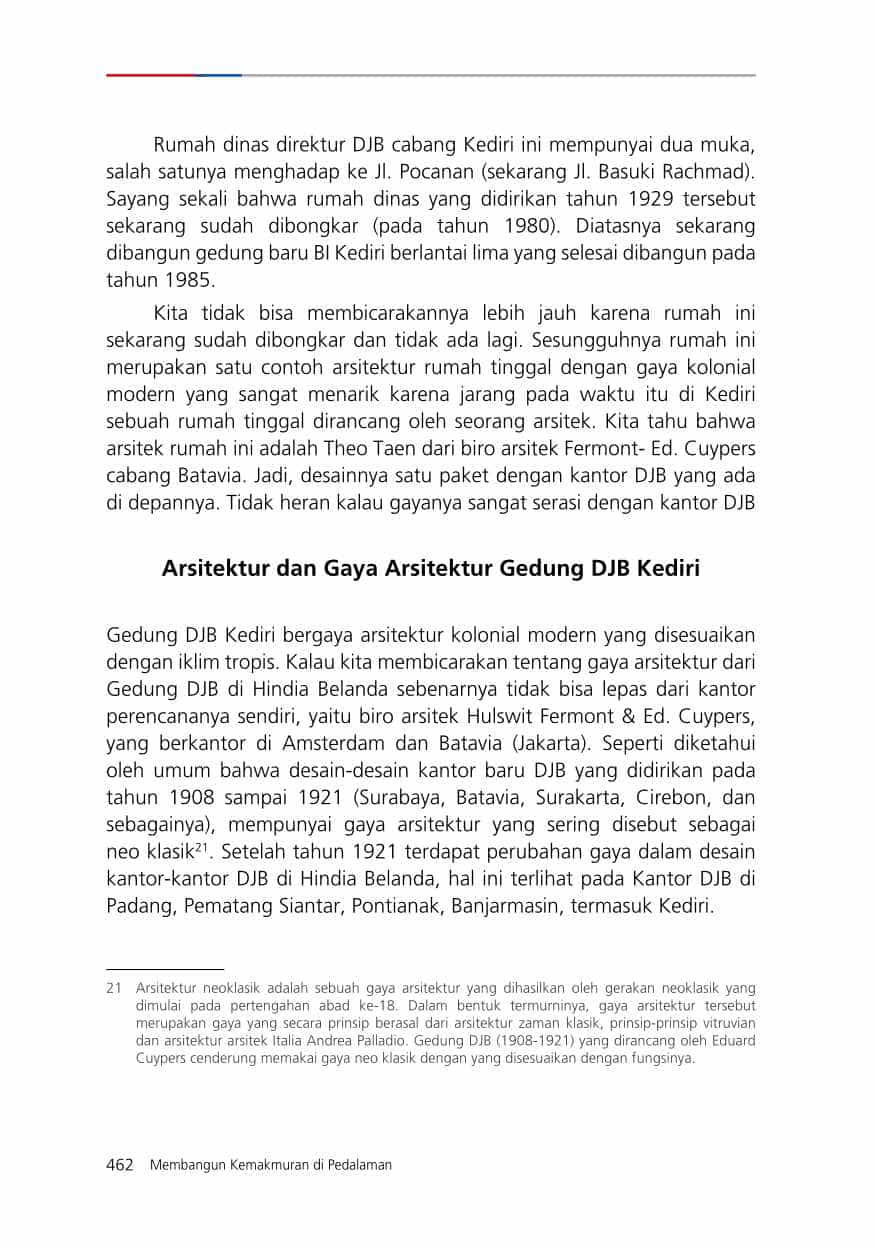 Rumah dinas direktur DJB cabang Kediri ini mempunyai dua muka,
salah satunya menghadap ke Jl. Pocanan (sekarang Jl. Basuki Rachmad).
Sayang sekali bahwa rumah dinas yang didirikan tahun 1929 tersebut
sekarang sudah dibongkar (pada tahun 1980). Diatasnya sekarang
dibangun gedung baru BI Kediri berlantai lima yang selesai dibangun pada
tahun 1985.
Kita tidak bisa membicarakannya lebih jauh karena rumah ini
sekarang sudah dibongkar dan tidak ada lagi. Sesungguhnya rumah ini
merupakan satu contoh arsitektur rumah tinggal dengan gaya kolonial
modern yang sangat menarik karena jarang pada waktu itu di Kediri
sebuah rumah tinggal dirancang oleh seorang arsitek. Kita tahu bahwa
arsitek rumah ini adalah Theo Taen dari biro arsitek Fermont- Ed. Cuypers
cabang Batavia. Jadi, desainnya satu paket dengan kantor DJB yang ada
di depannya. Tidak heran kalau gayanya sangat serasi dengan kantor DJB
Arsitektur dan Gaya Arsitektur Gedung DJB Kediri
Gedung DJB Kediri bergaya arsitektur kolonial modern yang disesuaikan
dengan iklim tropis. Kalau kita membicarakan tentang gaya arsitektur dari
Gedung DJB di Hindia Belanda sebenarnya tidak bisa lepas dari kantor
perencananya sendiri, yaitu biro arsitek Hulswit Fermont & Ed. Cuypers,
yang berkantor di Amsterdam dan Batavia (Jakarta). Seperti diketahui
oleh umum bahwa desain-desain kantor baru DJB yang didirikan pada
tahun 1908 sampai 1921 (Surabaya, Batavia, Surakarta, Cirebon, dan
sebagainya), mempunyai gaya arsitektur yang sering disebut sebagai
neo klasik²¹. Setelah tahun 1921 terdapat perubahan gaya dalam desain
kantor-kantor DJB di Hindia Belanda, hal ini terlihat pada Kantor DJB di
Padang, Pematang Siantar, Pontianak, Banjarmasin, termasuk Kediri.
21 Arsitektur neoklasik adalah sebuah gaya arsitektur yang dihasilkan oleh gerakan neoklasik yang
dimulai pada pertengahan abad ke-18. Dalam bentuk termurninya, gaya arsitektur tersebut
merupakan gaya yang secara prinsip berasal dari arsitektur zaman klasik, prinsip-prinsip vitruvian
dan arsitektur arsitek Italia Andrea Palladio. Gedung DJB (1908-1921) yang dirancang oleh Eduard
Cuypers cenderung memakai gaya neo klasik dengan yang disesuaikan dengan fungsinya.
462 Membangun Kemakmuran di Pedalaman